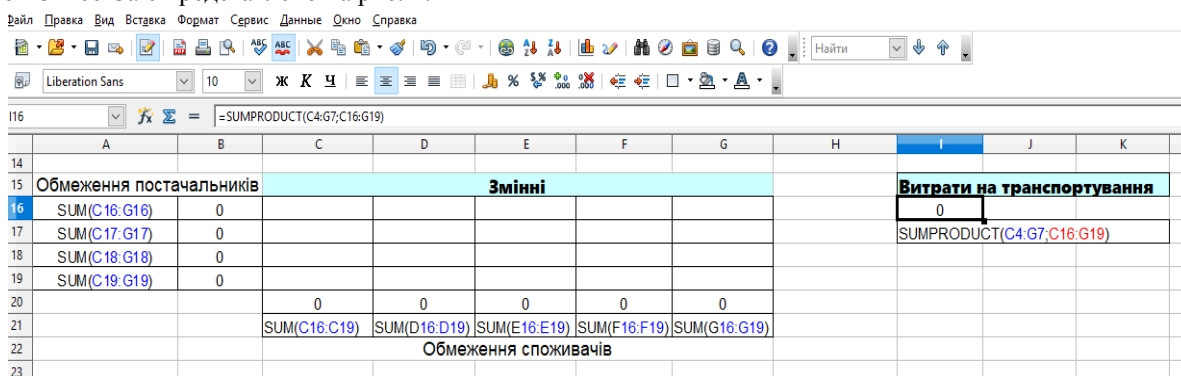 Файл Правка Вид Вставка Формат Сервис Данные Окно Справка
Найти
Liberation Sans 10 Ж К Ч
I16 =SUMPRODUCT(C4:G7;C16:G19)
A B C D E F G H I J K
14
15 Обмеження постачальників Змінні Витрати на транспортування
16 SUM(C16:G16) 0 0
17 SUM(C17:G17) 0 SUMPRODUCT(C4:G7;C16:G19)
18 SUM(C18:G18) 0
19 SUM(C19:G19) 0
20 0 0 0 0 0
21 SUM(C16:C19) SUM(D16:D19) SUM(E16:E19) SUM(F16:F19) SUM(G16:G19)
22 Обмеження споживачів
23